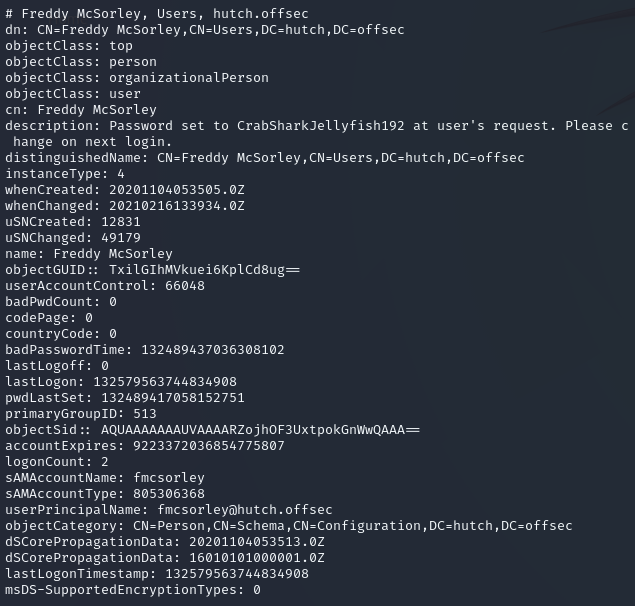 # Freddy McSorley, Users, hutch.offsec
dn: CN=Freddy McSorley,CN=Users,DC=hutch,DC=offsec
objectClass: top
objectClass: person
objectClass: organizationalPerson
objectClass: user
cn: Freddy McSorley
description: Password set to CrabSharkJellyfish192 at user's request. Please c
 hange on next login.
distinguishedName: CN=Freddy McSorley,CN=Users,DC=hutch,DC=offsec
instanceType: 4
whenCreated: 20201104053505.0Z
whenChanged: 20210216133934.0Z
uSNCreated: 12831
uSNChanged: 49179
name: Freddy McSorley
objectGUID:: TxilGIhMVkuei6KplCd8ug==
userAccountControl: 66048
badPwdCount: 0
codePage: 0
countryCode: 0
badPasswordTime: 132489437036308102
lastLogoff: 0
lastLogon: 132579563744834908
pwdLastSet: 132489417058152751
primaryGroupID: 513
objectSid:: AQUAAAAAAAUVAAAARZojhOF3UxtpokGnWwQAAA==
accountExpires: 9223372036854775807
logonCount: 2
sAMAccountName: fmcsorley
sAMAccountType: 805306368
userPrincipalName: fmcsorley@hutch.offsec
objectCategory: CN=Person,CN=Schema,CN=Configuration,DC=hutch,DC=offsec
dSCorePropagationData: 20201104053513.0Z
dSCorePropagationData: 16010101000001.0Z
lastLogonTimestamp: 132579563744834908
msDS-SupportedEncryptionTypes: 0